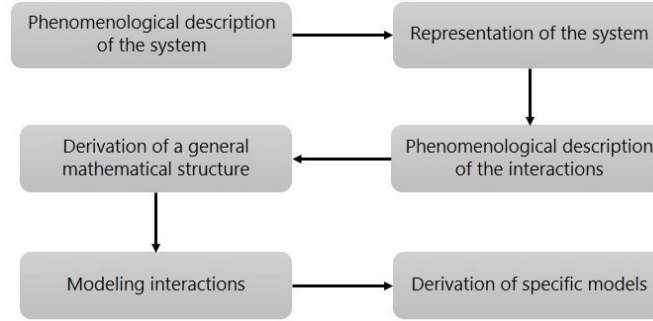 Phenomenological description
of the system
Representation of the system
Derivation of a general
mathematical structure
Phenomenological description
of the interactions
Modeling interactions
Derivation of specific models